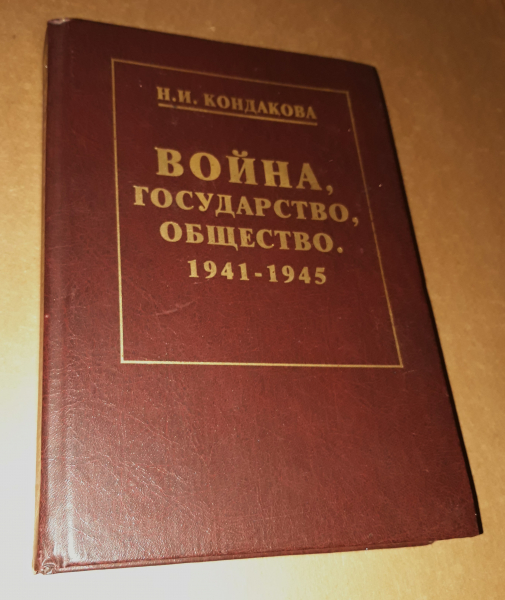 Н.И. КОНДАКОВА
ВОЙНА,
ГОСУДАРСТВО,
ОБЩЕСТВО.
1941-1945